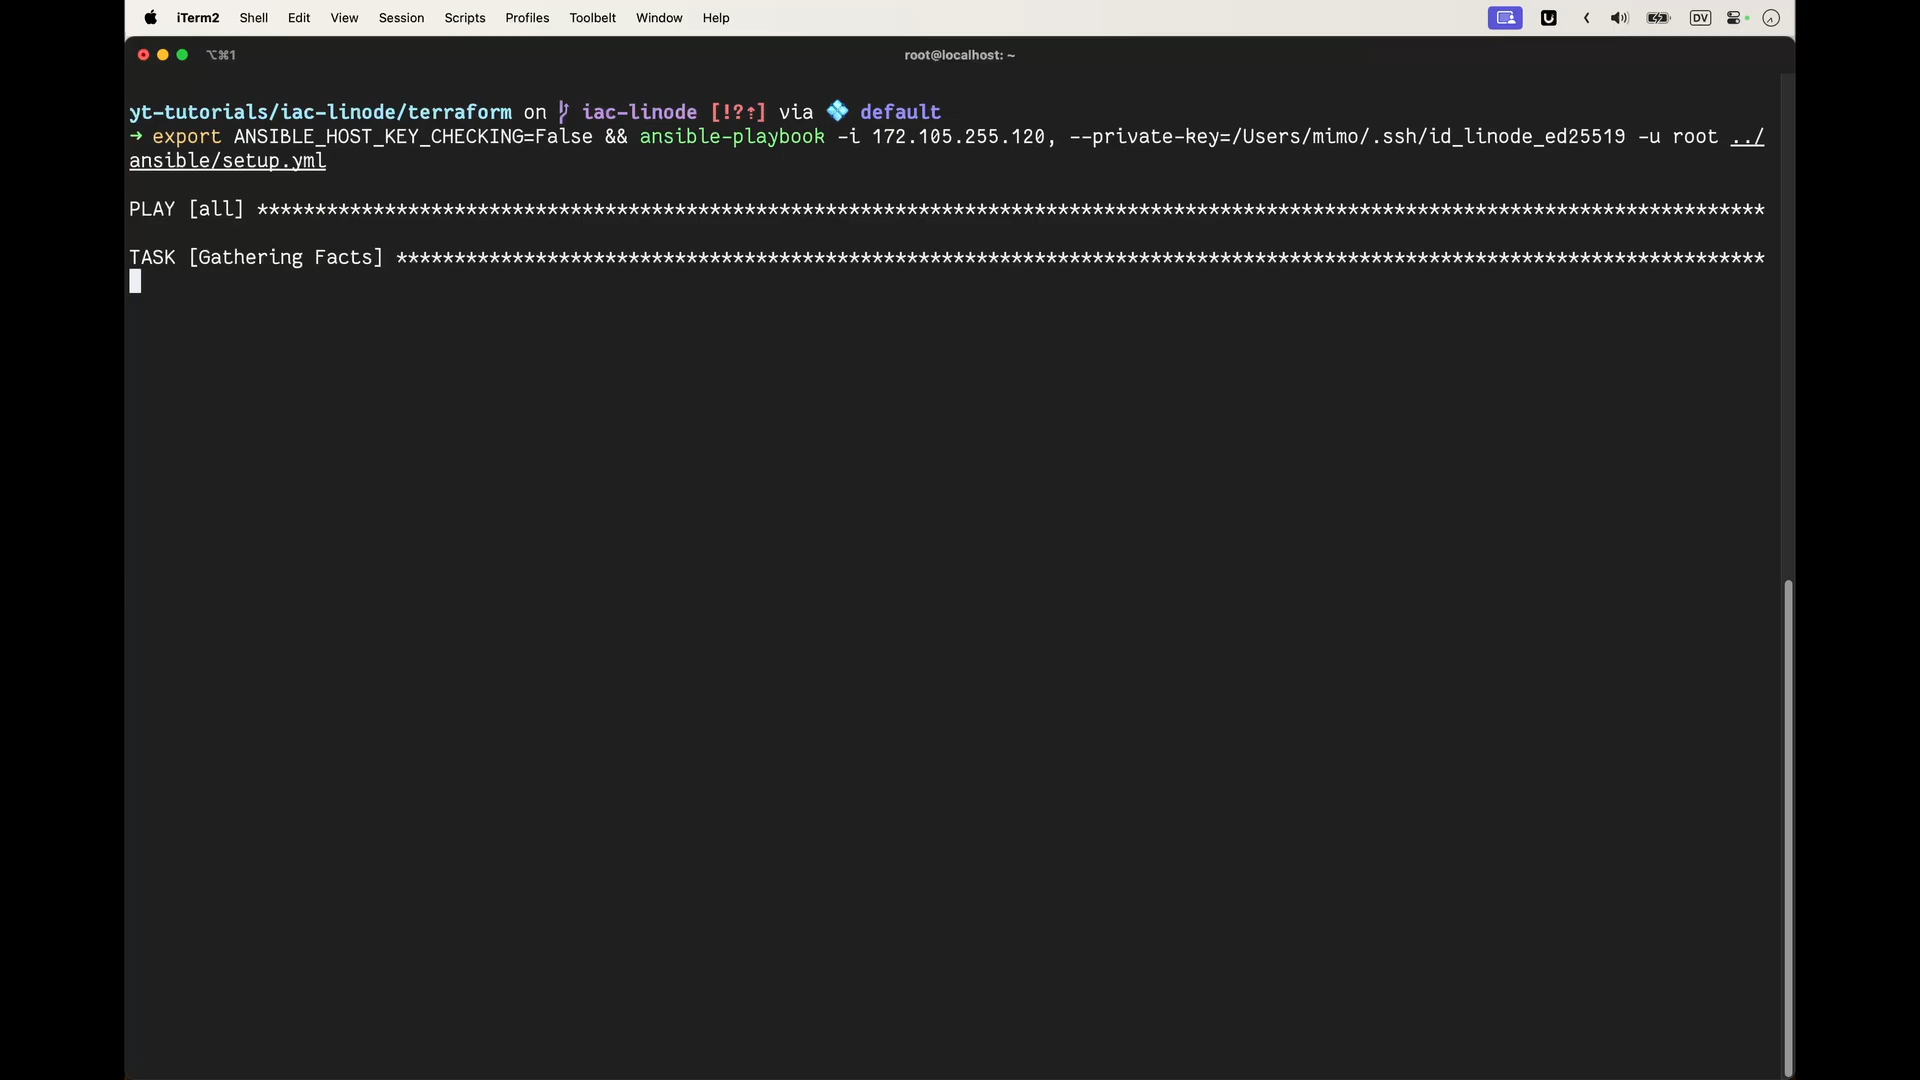 iTerm2 Shell Edit View Session Scripts Profiles Toolbelt Window Help DV
⌥⌘1 root@localhost: ~
yt-tutorials/iac-linode/terraform on iac-linode [!?⇡] via 💠 default
➜ export ANSIBLE_HOST_KEY_CHECKING=False && ansible-playbook -i 172.105.255.120, --private-key=/Users/mimo/.ssh/id_linode_ed25519 -u root ../
ansible/setup.yml
PLAY [all] **********************************************************************************************************************************
TASK [Gathering Facts] **********************************************************************************************************************